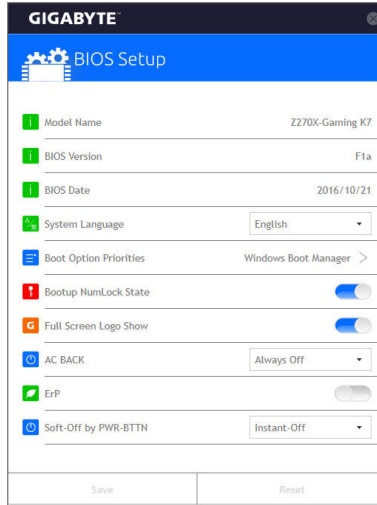 GIGABYTE™
BIOS Setup
Model Name Z270X-Gaming K7
BIOS Version F1a
BIOS Date 2016/10/21
System Language English
Boot Option Priorities Windows Boot Manager >
Bootup NumLock State
G Full Screen Logo Show
AC BACK Always Off
ErP
Soft-Off by PWR-BTTN Instant-Off
Save Reset